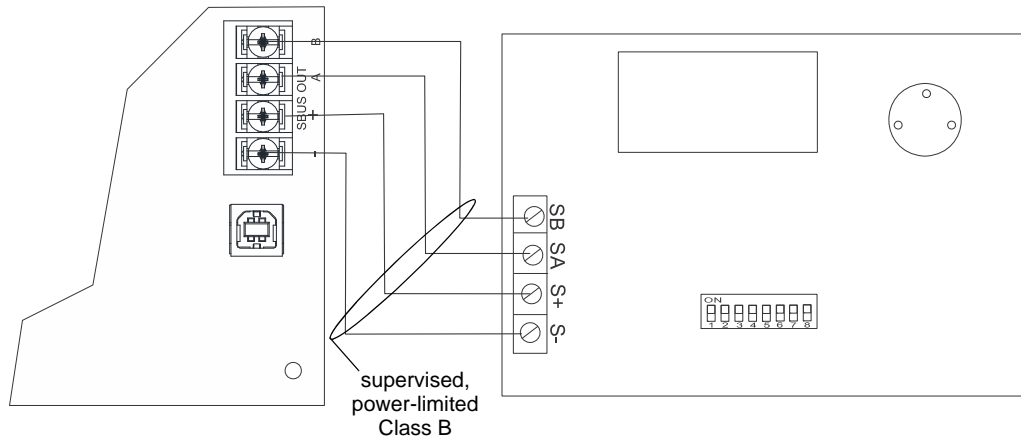 B
A
SBUS OUT
+
-
SB
SA
S+
S-
ON
1 2 3 4 5 6 7 8
supervised,
power-limited
Class B